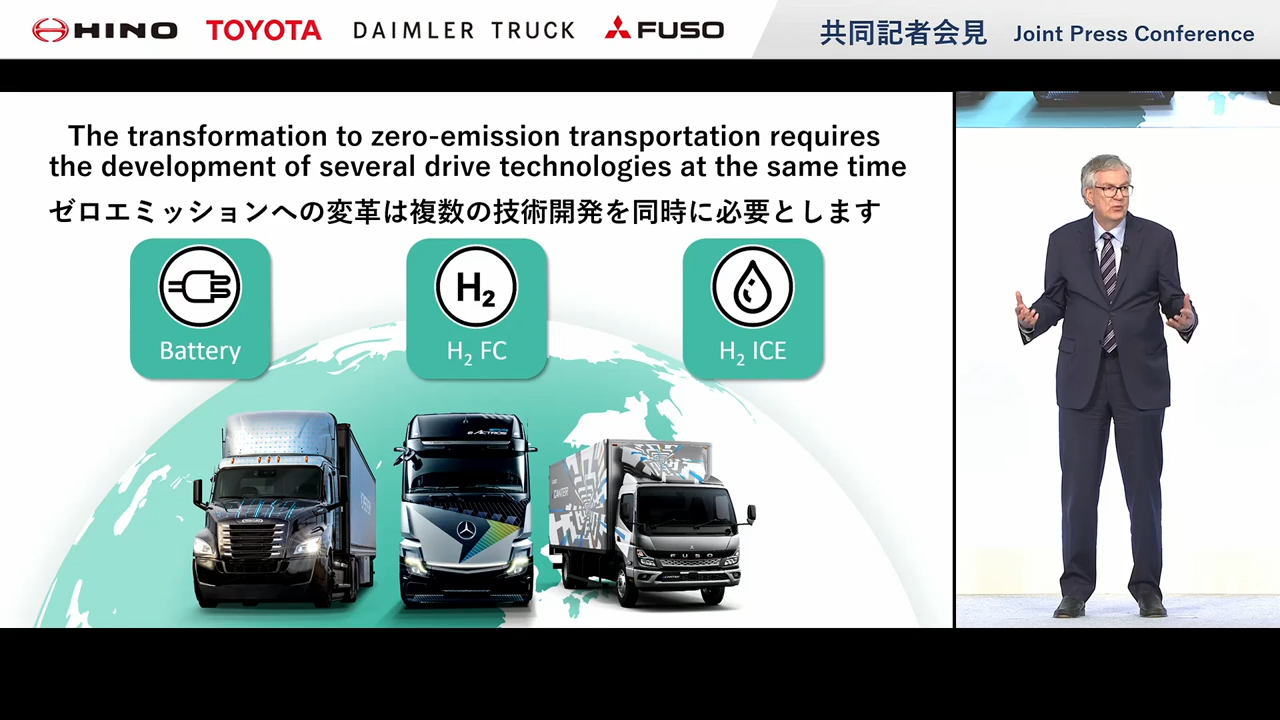 HINO
TOYOTA
DAIMLER TRUCK
FUSO
共同記者会見 Joint Press Conference
The transformation to zero-emission transportation requires
the development of several drive technologies at the same time
ゼロエミッションへの変革は複数の技術開発を同時に必要とします
H2
Battery
H2 FC
H2 ICE
eACTROS
CANTER
FUSO